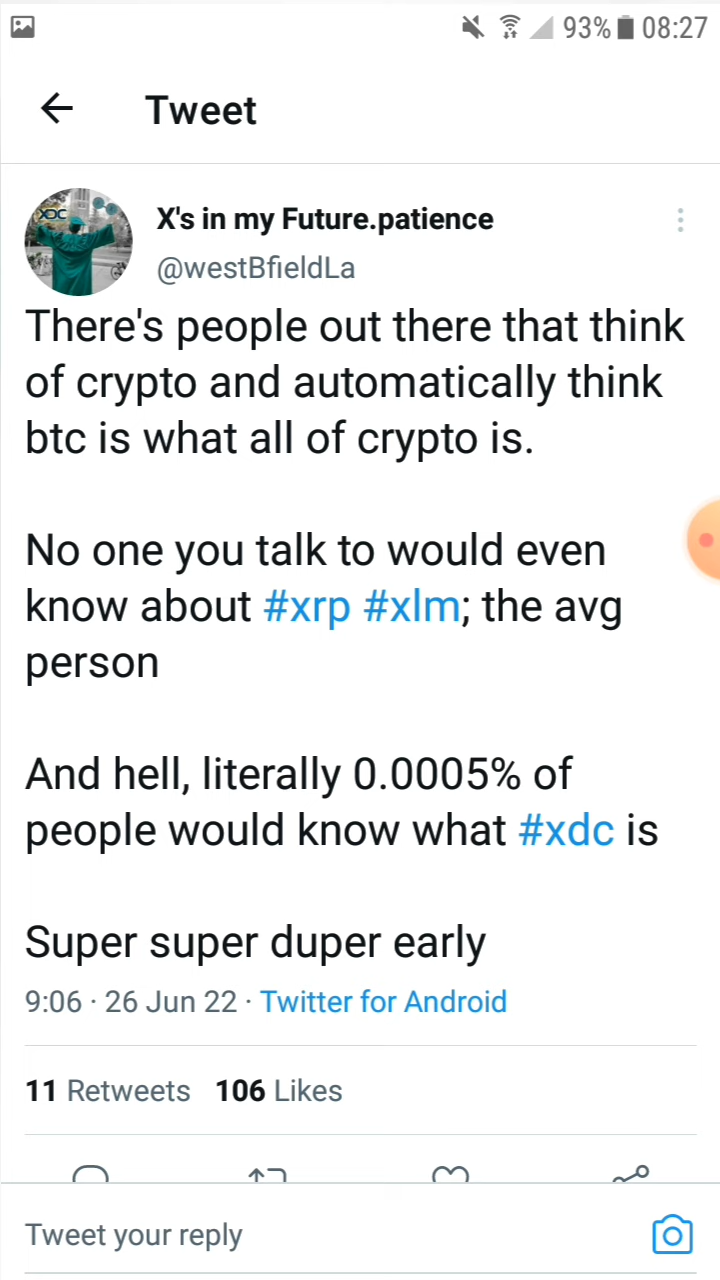 93% 08:27
Tweet
XDC
X's in my Future.patience
@westBfieldLa
There's people out there that think
of crypto and automatically think
btc is what all of crypto is.
No one you talk to would even
know about #xrp #xlm; the avg
person
And hell, literally 0.0005% of
people would know what #xdc is
Super super duper early
9:06 · 26 Jun 22 · Twitter for Android
11 Retweets 106 Likes
Tweet your reply